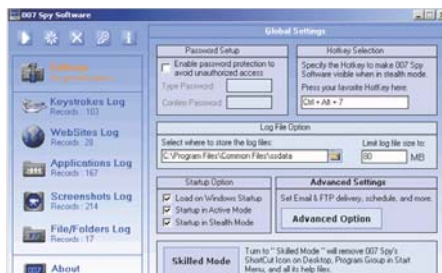 007 Spy Software
Global Settings
Password Setup
Enable password protection to
avoid unauthorized access
Type Password
Confirm Password
Hotkey Selection
Specify the Hotkey to make 007 Spy
Software visible when in stealth mode.
Press your favorite HotKey here:
Ctrl + Alt + 7
Settings
Keystrokes Log
Records : 103
WebSites Log
Records : 28
Applications Log
Records : 167
Screenshots Log
Records : 214
File/Folders Log
Records : 17
About
Log File Option
Select where to store the log files:
C:\Program Files\Common Files\ssdata
Limit log file size to:
80 MB
Startup Option
Load on Windows Startup
Startup in Active Mode
Startup in Stealth Mode
Advanced Settings
Set Email & FTP delivery, schedule, and more.
Advanced Option
Skilled Mode
Turn to "Skilled Mode" will remove 007 Spy's
ShortCut Icon on Desktop, Program Group in Start
Menu, and all its help files.